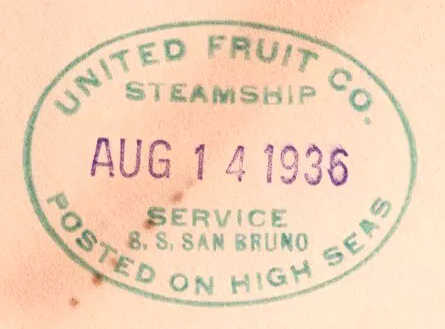 UNITED FRUIT CO.
STEAMSHIP
AUG 14 1936
SERVICE
S. S. SAN BRUNO
POSTED ON HIGH SEAS